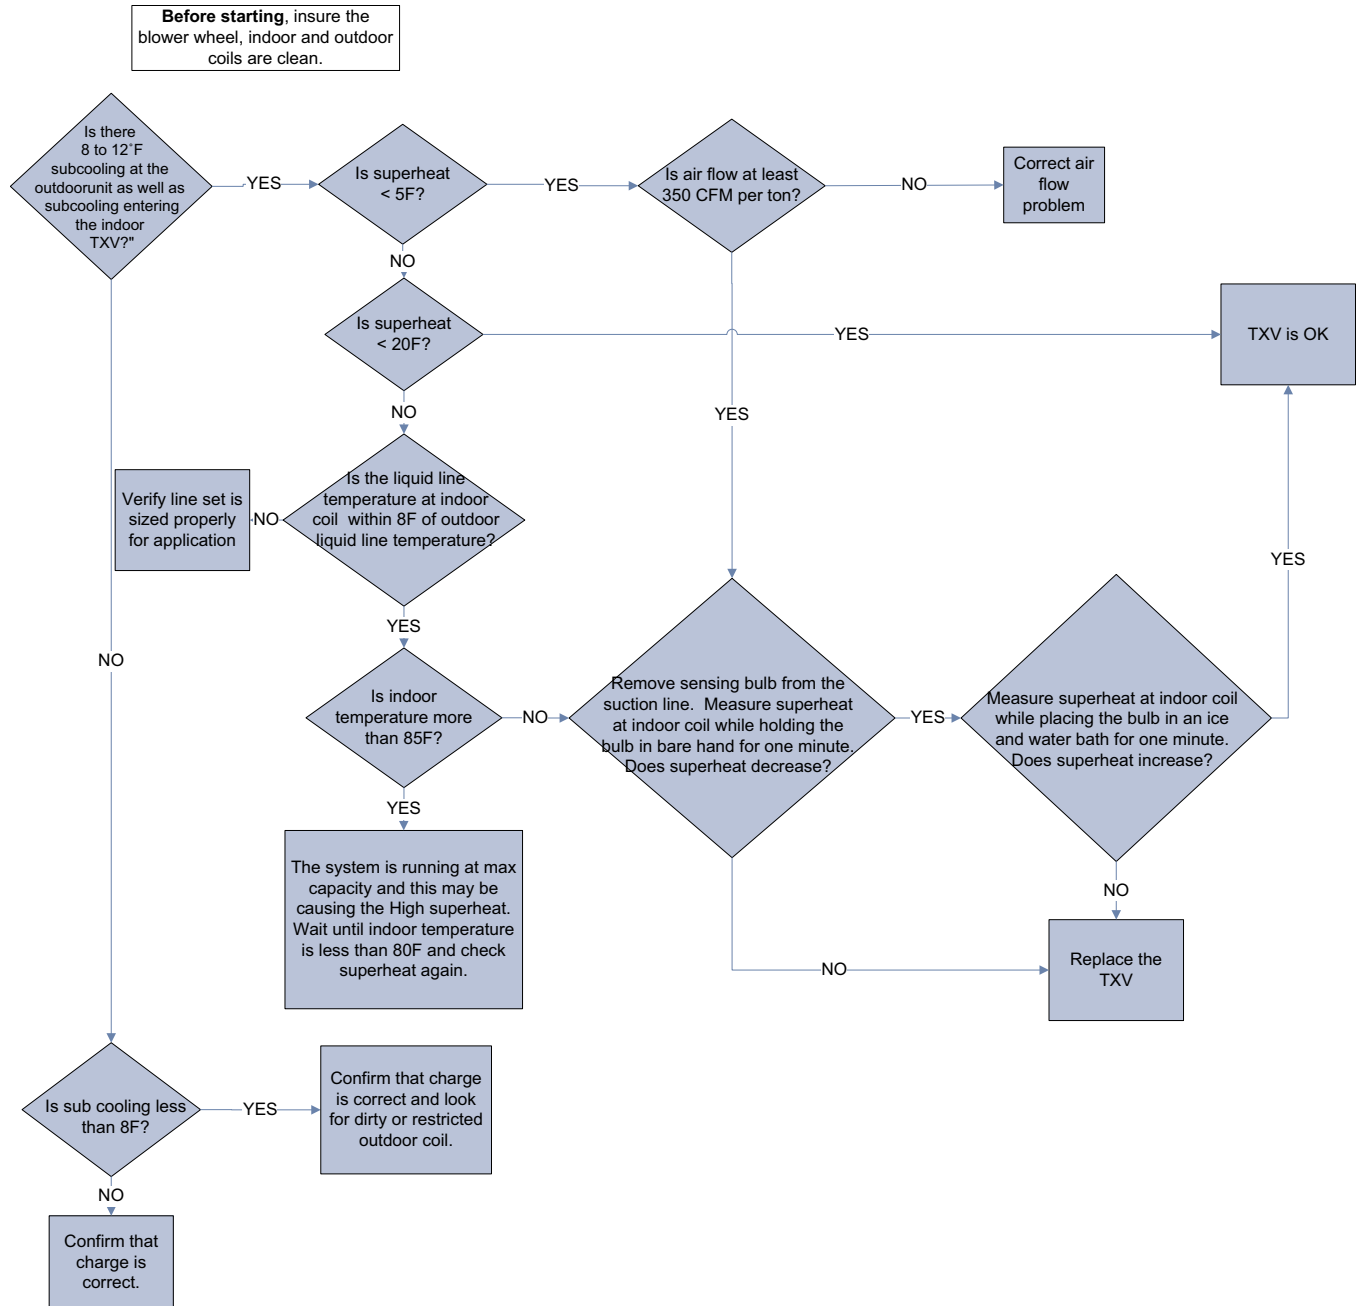 Before starting, insure the
blower wheel, indoor and outdoor
coils are clean.
Is there
8 to 12˚F
subcooling at the
outdoorunit as well as
subcooling entering
the indoor
TXV?"
YES
Is superheat
< 5F?
YES
Is air flow at least
350 CFM per ton?
NO
Correct air
flow
problem
NO
Is superheat
< 20F?
YES
TXV is OK
NO
YES
Is the liquid line
temperature at indoor
coil within 8F of outdoor
liquid line temperature?
NO
Verify line set is
sized properly
for application
YES
YES
NO
Is indoor
temperature more
than 85F?
NO
Remove sensing bulb from the
suction line. Measure superheat
at indoor coil while holding the
bulb in bare hand for one minute.
Does superheat decrease?
YES
Measure superheat at indoor coil
while placing the bulb in an ice
and water bath for one minute.
Does superheat increase?
YES
The system is running at max
capacity and this may be
causing the High superheat.
Wait until indoor temperature
is less than 80F and check
superheat again.
NO
NO
Replace the
TXV
Is sub cooling less
than 8F?
YES
Confirm that charge
is correct and look
for dirty or restricted
outdoor coil.
NO
Confirm that
charge is
correct.